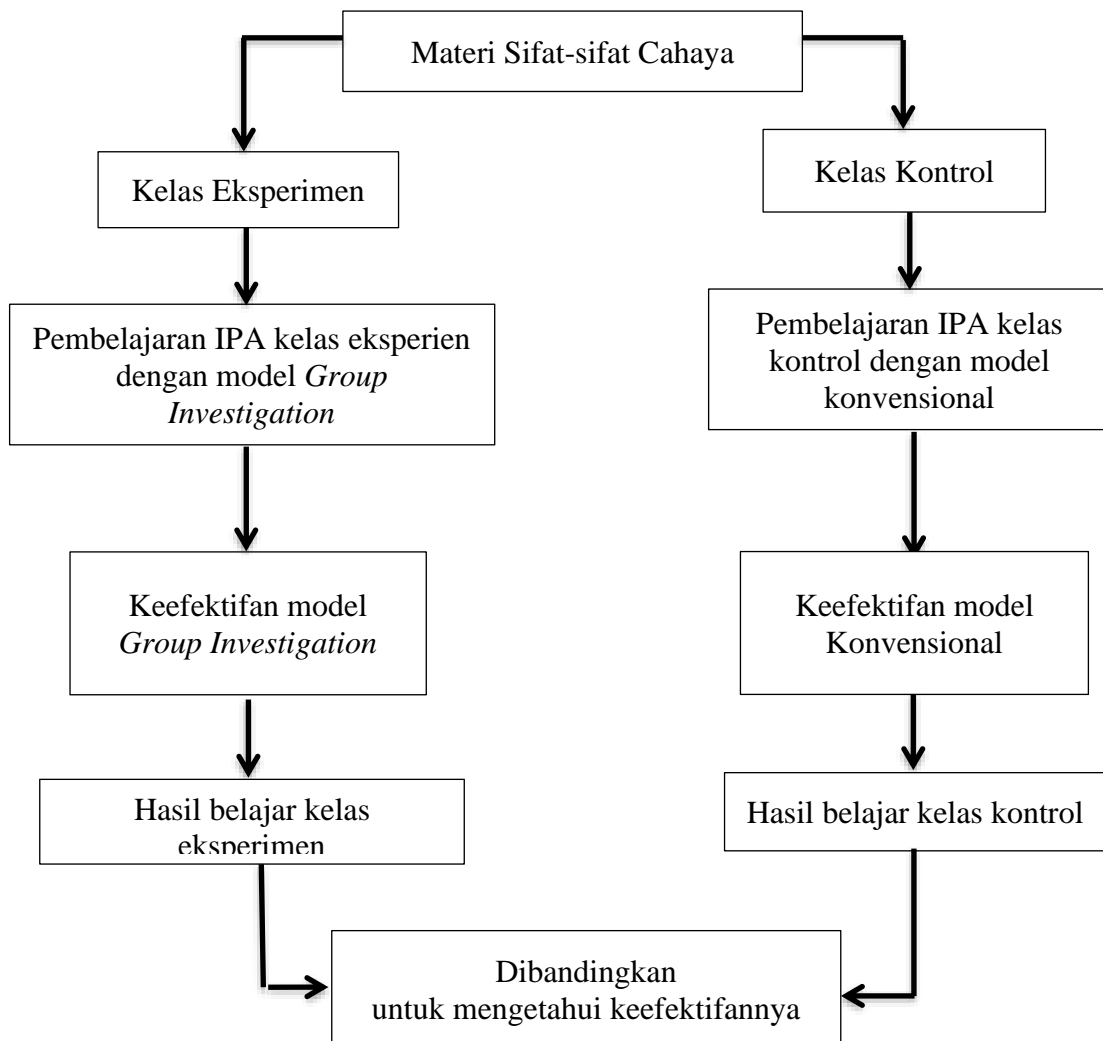 Materi Sifat-sifat Cahaya
Kelas Eksperimen
Kelas Kontrol
Pembelajaran IPA kelas eksperien
dengan model Group
Investigation
Pembelajaran IPA kelas
kontrol dengan model
konvensional
Keefektifan model
Group Investigation
Keefektifan model
Konvensional
Hasil belajar kelas
eksperimen
Hasil belajar kelas kontrol
Dibandingkan
untuk mengetahui keefektifannya